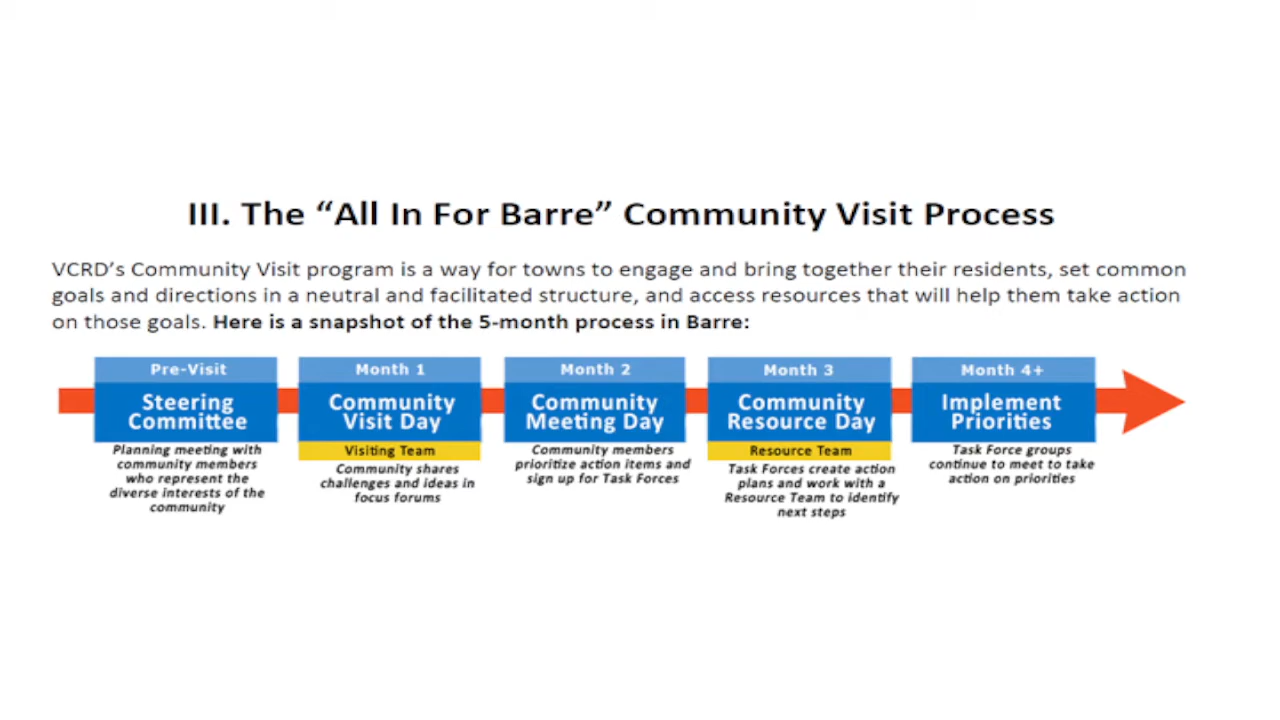 III. The “All In For Barre” Community Visit Process
VCRD’s Community Visit program is a way for towns to engage and bring together their residents, set common
goals and directions in a neutral and facilitated structure, and access resources that will help them take action
on those goals. Here is a snapshot of the 5-month process in Barre:
Pre-Visit
Steering
Committee
Planning meeting with
community members
who represent the
diverse interests of the
community
Month 1
Community
Visit Day
Visiting Team
Community shares
challenges and ideas in
focus forums
Month 2
Community
Meeting Day
Community members
prioritize action items and
sign up for Task Forces
Month 3
Community
Resource Day
Resource Team
Task Forces create action
plans and work with a
Resource Team to identify
next steps
Month 4+
Implement
Priorities
Task Force groups
continue to meet to take
action on priorities